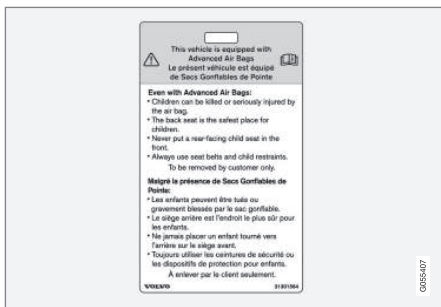 This vehicle is equipped with
Advanced Air Bags
Le présent véhicule est équipé
de Sacs Gonflables de Pointe
Even with Advanced Air Bags:
• Children can be killed or seriously injured by
the air bag.
• The back seat is the safest place for
children.
• Never put a rear-facing child seat in the
front.
• Always use seat belts and child restraints.
To be removed by customer only.
Malgré la présence de Sacs Gonflables de
Pointe:
• Les enfants peuvent être tués ou
gravement blessés par le sac gonflable.
• Le siège arrière est l'endroit le plus sûr pour
les enfants.
• Ne jamais placer un enfant tourné vers
l'arrière sur le siège avant.
• Toujours utiliser les ceintures de sécurité ou
les dispositifs de protection pour enfants.
À enlever par le client seulement.
VOLVO 31301564
G055407